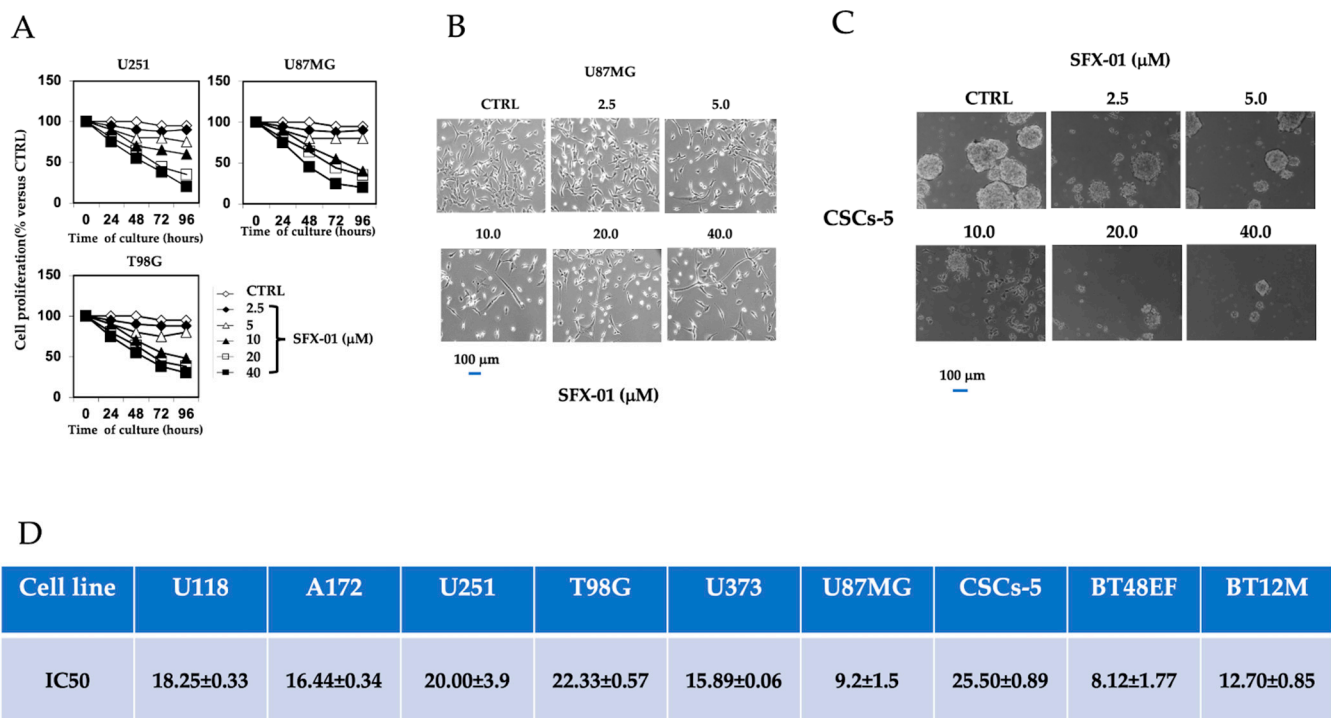 A
U251
U87MG
150
100
50
0
0 24 48 72 96
Time of culture (hours)
150
100
50
0
0 24 48 72 96
Time of culture (hours)
Cell proliferation(% versus CTRL)
T98G
150
100
50
0
0 24 48 72 96
Time of culture (hours)
CTRL
2.5
5
10
20
40
SFX-01 (μM)
B
U87MG
CTRL 2.5 5.0
10.0 20.0 40.0
100 μm
SFX-01 (μM)
C
SFX-01 (μM)
CTRL 2.5 5.0
CSCs-5
10.0 20.0 40.0
100 μm
D
Cell line U118 A172 U251 T98G U373 U87MG CSCs-5 BT48EF BT12M
IC50 18.25±0.33 16.44±0.34 20.00±3.9 22.33±0.57 15.89±0.06 9.2±1.5 25.50±0.89 8.12±1.77 12.70±0.85